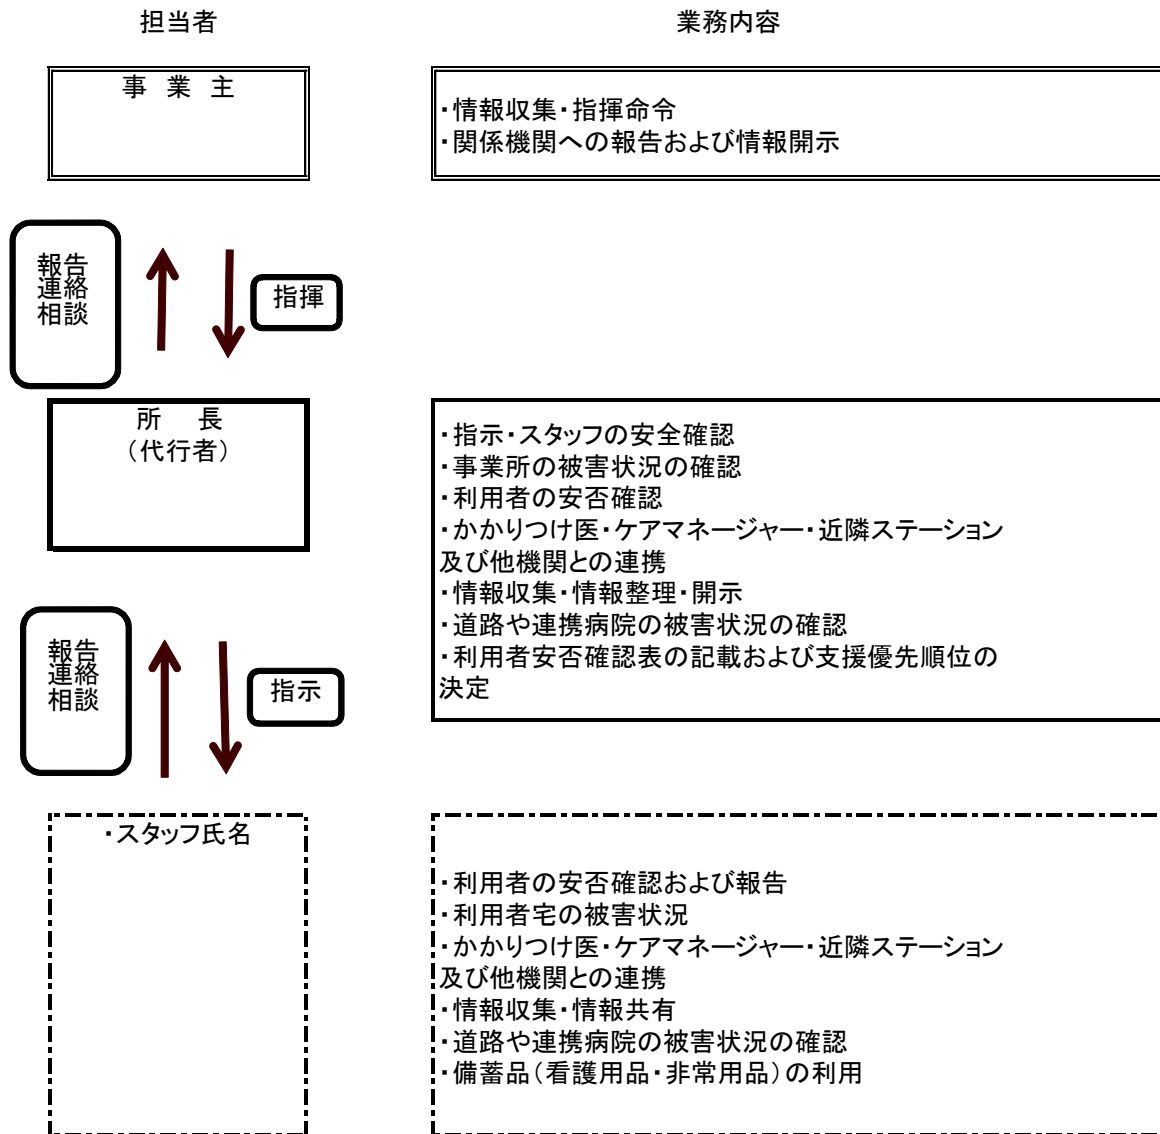 担当者
業務内容
事 業 主
・情報収集・指揮命令
・関係機関への報告および情報開示
報告
連絡
相談
指揮
所 長
（代行者）
・指示・スタッフの安全確認
・事業所の被害状況の確認
・利用者の安否確認
・かかりつけ医・ケアマネージャー・近隣ステーション
及び他機関との連携
・情報収集・情報整理・開示
・道路や連携病院の被害状況の確認
・利用者安否確認表の記載および支援優先順位の
決定
報告
連絡
相談
指示
・スタッフ氏名
・利用者の安否確認および報告
・利用者宅の被害状況
・かかりつけ医・ケアマネージャー・近隣ステーション
及び他機関との連携
・情報収集・情報共有
・道路や連携病院の被害状況の確認
・備蓄品（看護用品・非常用品）の利用